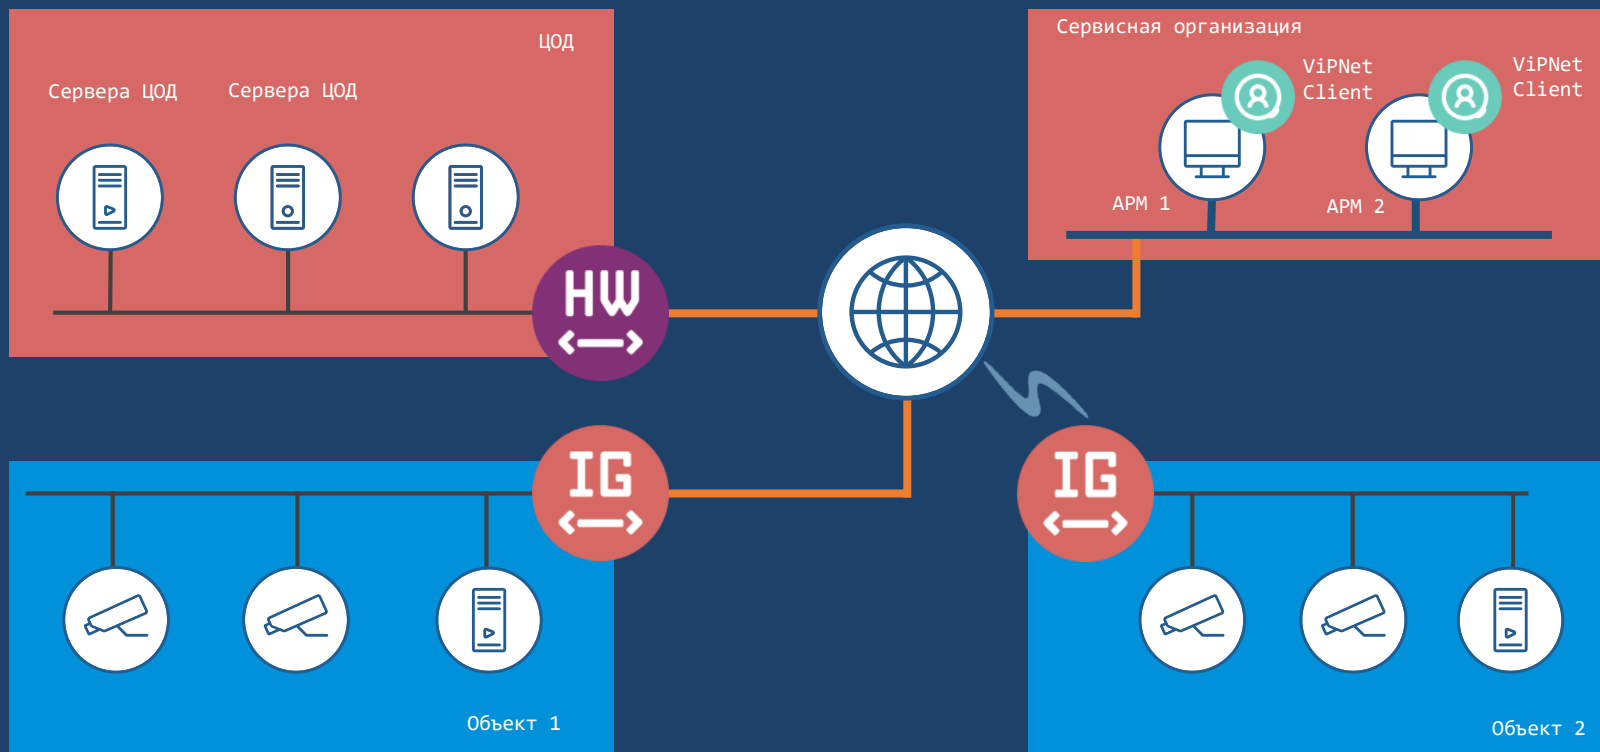 ЦОД
Сервера ЦОД
Сервера ЦОД
HW
Сервисная организация
ViPNet
Client
ViPNet
Client
АРМ 1
АРМ 2
IG
IG
Объект 1
Объект 2